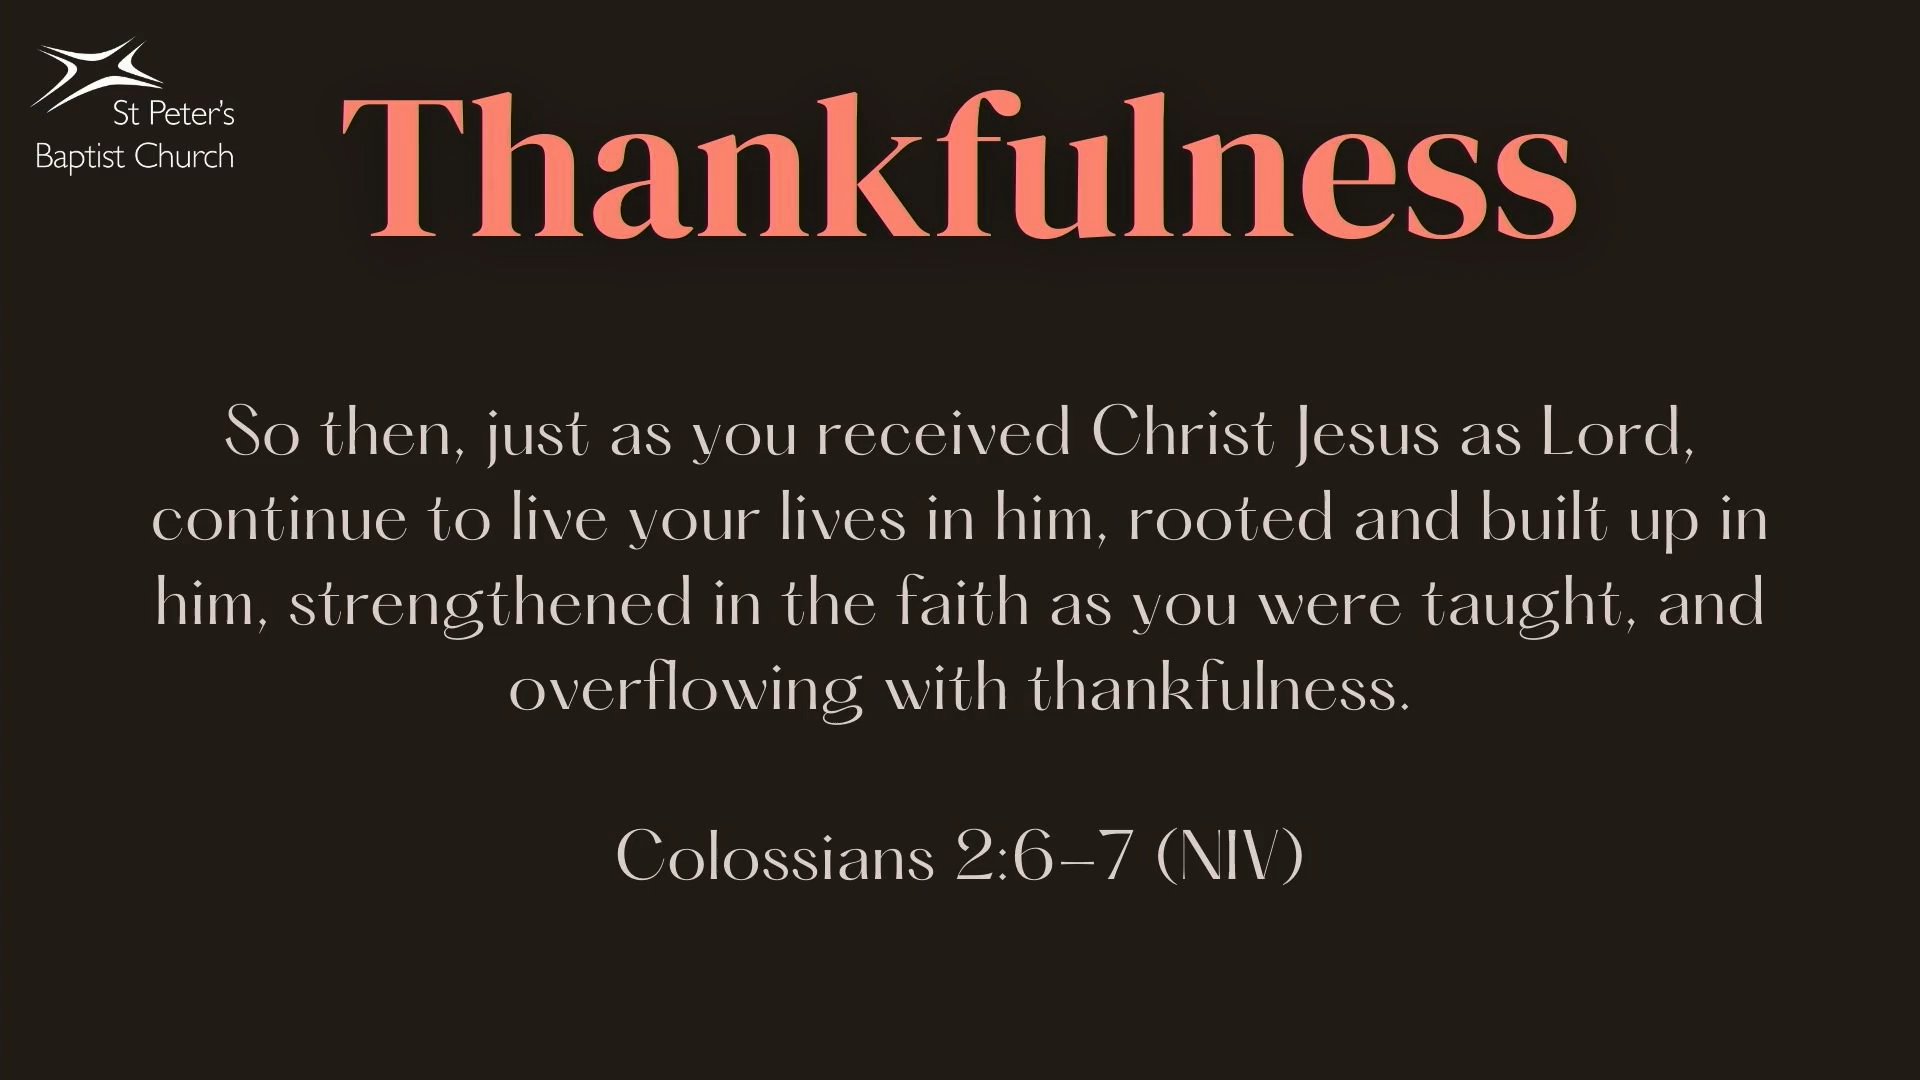 St Peter's
Baptist Church
Thankfulness
So then, just as you received Christ Jesus as Lord,
continue to live your lives in him, rooted and built up in
him, strengthened in the faith as you were taught, and
overflowing with thankfulness.
Colossians 2:6–7 (NIV)